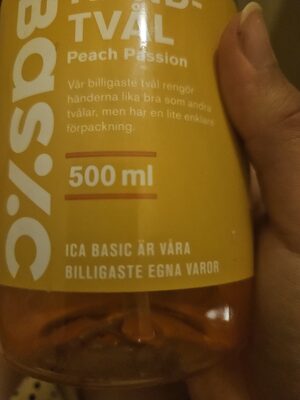 HAND-
TVÅL
Peach Passion
Vår billigaste tvål rengör
händerna lika bra som andra
tvålar, men har en lite enklare
förpackning.
500 ml
ICA BASIC ÄR VÅRA
BILLIGASTE EGNA VAROR
Basic